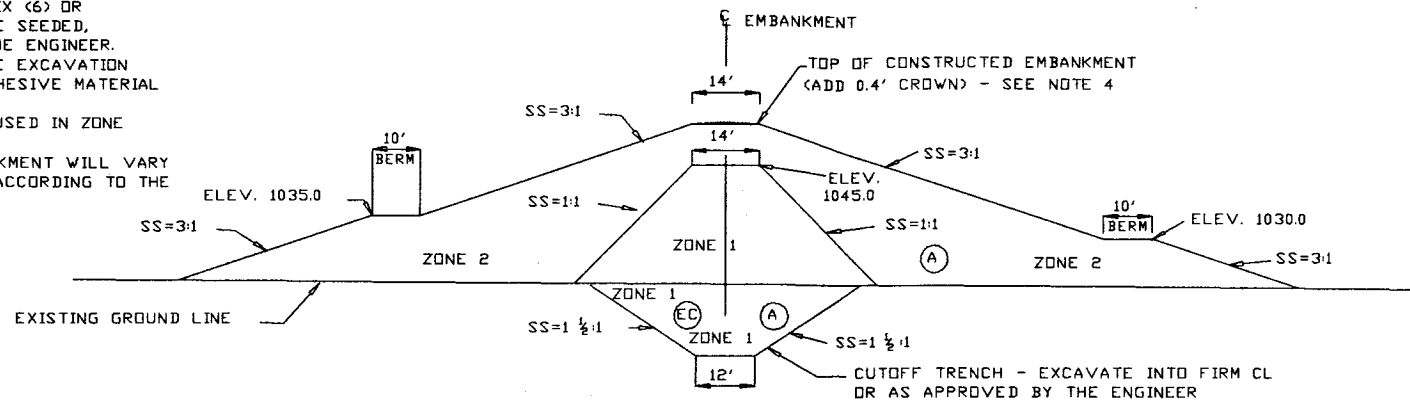 EX (6) OR
E SEEDED,
HE ENGINEER.
E EXCAVATION
HESIVE MATERIAL
USED IN ZONE
KMENT WILL VARY
ACCORDING TO THE
℄ EMBANKMENT
TOP OF CONSTRUCTED EMBANKMENT
(ADD 0.4' CROWN) - SEE NOTE 4
14'
SS=3:1
14'
10'
BERM
SS=3:1
ELEV.
1045.0
ELEV. 1035.0
SS=1:1
10'
BERM
ELEV. 1030.0
SS=3:1
SS=1:1
ZONE 1
ZONE 2
A
ZONE 2
SS=3:1
ZONE 1
EXISTING GROUND LINE
EC
A
SS=1 ½:1
ZONE 1
SS=1 ½:1
12'
CUTOFF TRENCH - EXCAVATE INTO FIRM CL
OR AS APPROVED BY THE ENGINEER